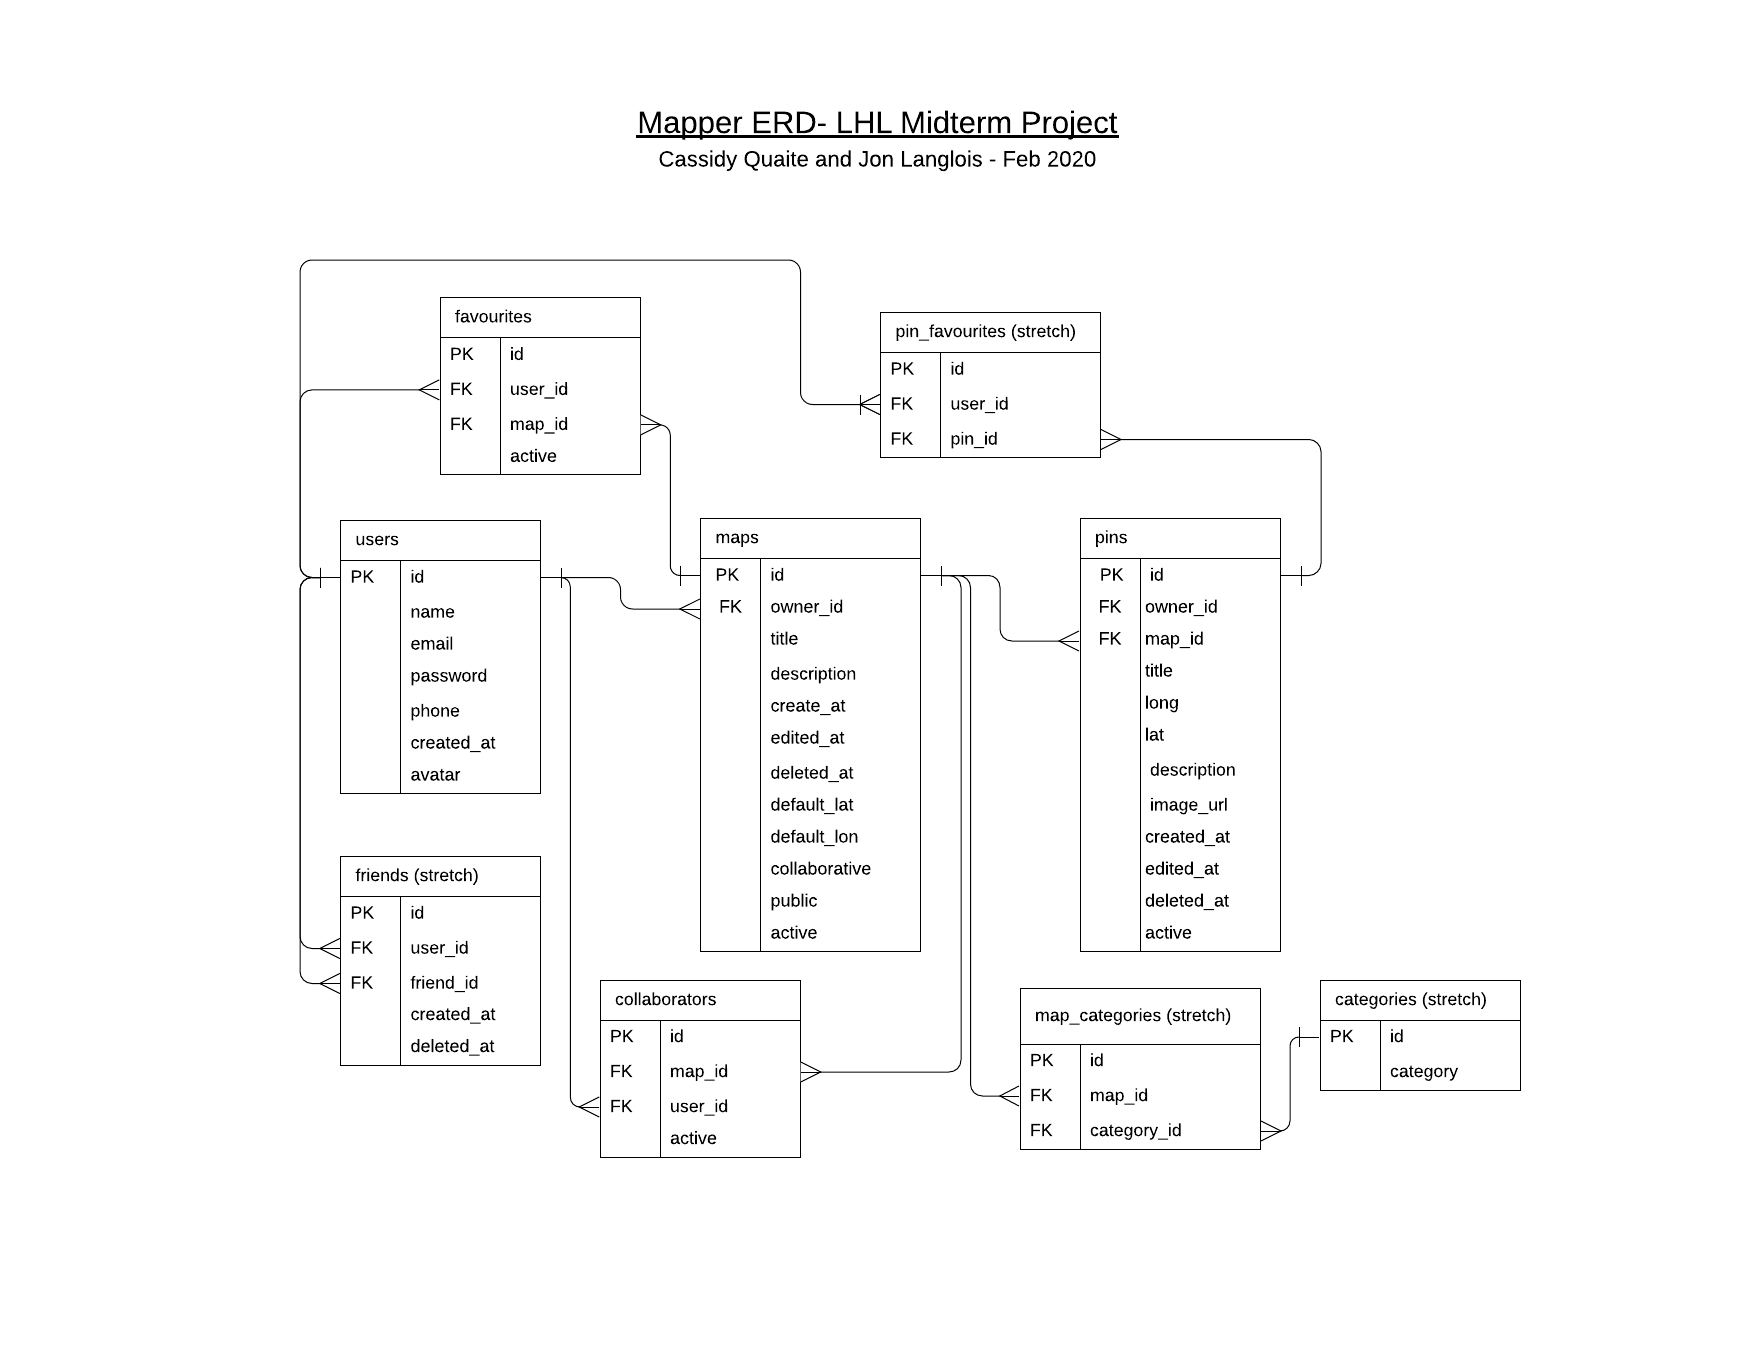 Mapper ERD- LHL Midterm Project
Cassidy Quaite and Jon Langlois - Feb 2020
favourites
PK id
FK user_id
FK map_id
active
pin_favourites (stretch)
PK id
FK user_id
FK pin_id
users
PK id
name
email
password
phone
created_at
avatar
maps
PK id
FK owner_id
title
description
create_at
edited_at
deleted_at
default_lat
default_lon
collaborative
public
active
pins
PK id
FK owner_id
FK map_id
title
long
lat
description
image_url
created_at
edited_at
deleted_at
active
friends (stretch)
PK id
FK user_id
FK friend_id
created_at
deleted_at
collaborators
PK id
FK map_id
FK user_id
active
map_categories (stretch)
PK id
FK map_id
FK category_id
categories (stretch)
PK id
category